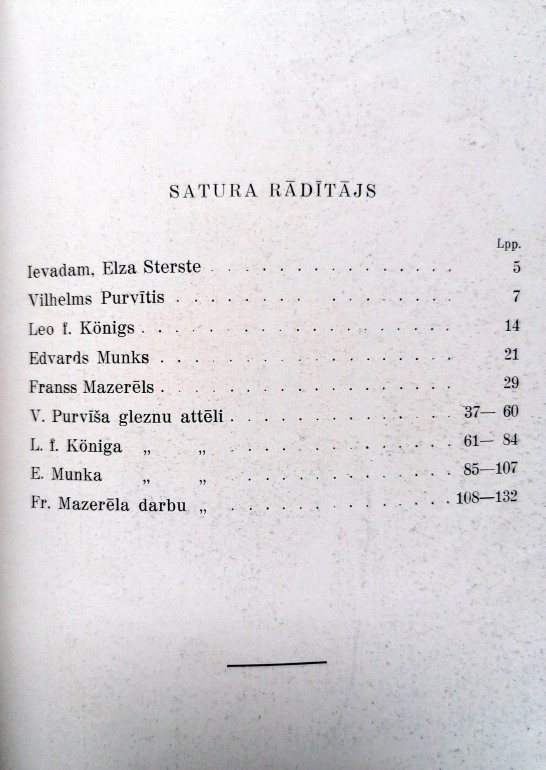 SATURA RĀDĪTĀJS
Lpp.
Ievadam, Elza Sterste . . . . . . . . . . . . . . . 5
Vilhelms Purvītis . . . . . . . . . . . . . . . . . 7
Leo f. Königs . . . . . . . . . . . . . . . . . . . 14
Edvards Munks . . . . . . . . . . . . . . . . . . 21
Franss Mazerēls . . . . . . . . . . . . . . . . . . 29
V. Purvīša gleznu attēli . . . . . . . . . . . . . . 37— 60
L. f. Königa „ „ . . . . . . . . . . . . . 61— 84
E. Munka „ „ . . . . . . . . . . . . . 85—107
Fr. Mazerēla darbu „ . . . . . . . . . . . . . . 108—132